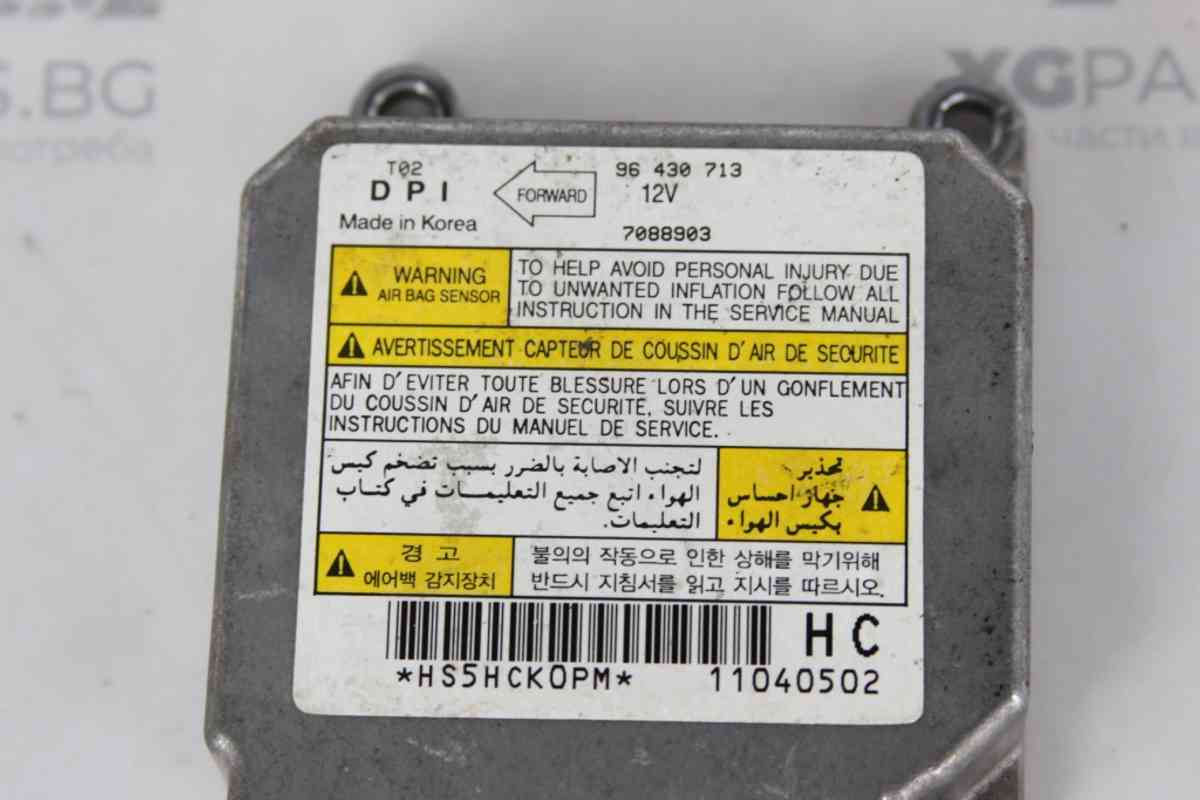 S.BG
потреба
XGPA
части в
T02
DPI
Made in Korea
FORWARD
96 430 713
12V
7088903
WARNING
AIR BAG SENSOR
TO HELP AVOID PERSONAL INJURY DUE
TO UNWANTED INFLATION FOLLOW ALL
INSTRUCTION IN THE SERVICE MANUAL
AVERTISSEMENT CAPTEUR DE COUSSIN D'AIR DE SECURITE
AFIN D'EVITER TOUTE BLESSURE LORS D'UN GONFLEMENT
DU COUSSIN D'AIR DE SECURITE, SUIVRE LES
INSTRUCTIONS DU MANUEL DE SERVICE.
تحذير
جهاز احساس
بكيس الهواء
لتجنب الاصابة بالضرر بسبب تضخم كيس
الهواء اتبع جميع التعليمات في كتاب
التعليمات.
경 고
에어백 감지장치
불의의 작동으로 인한 상해를 막기위해
반드시 지침서를 읽고 지시를 따르시오.
HC
*HS5HCK0PM*
11040502